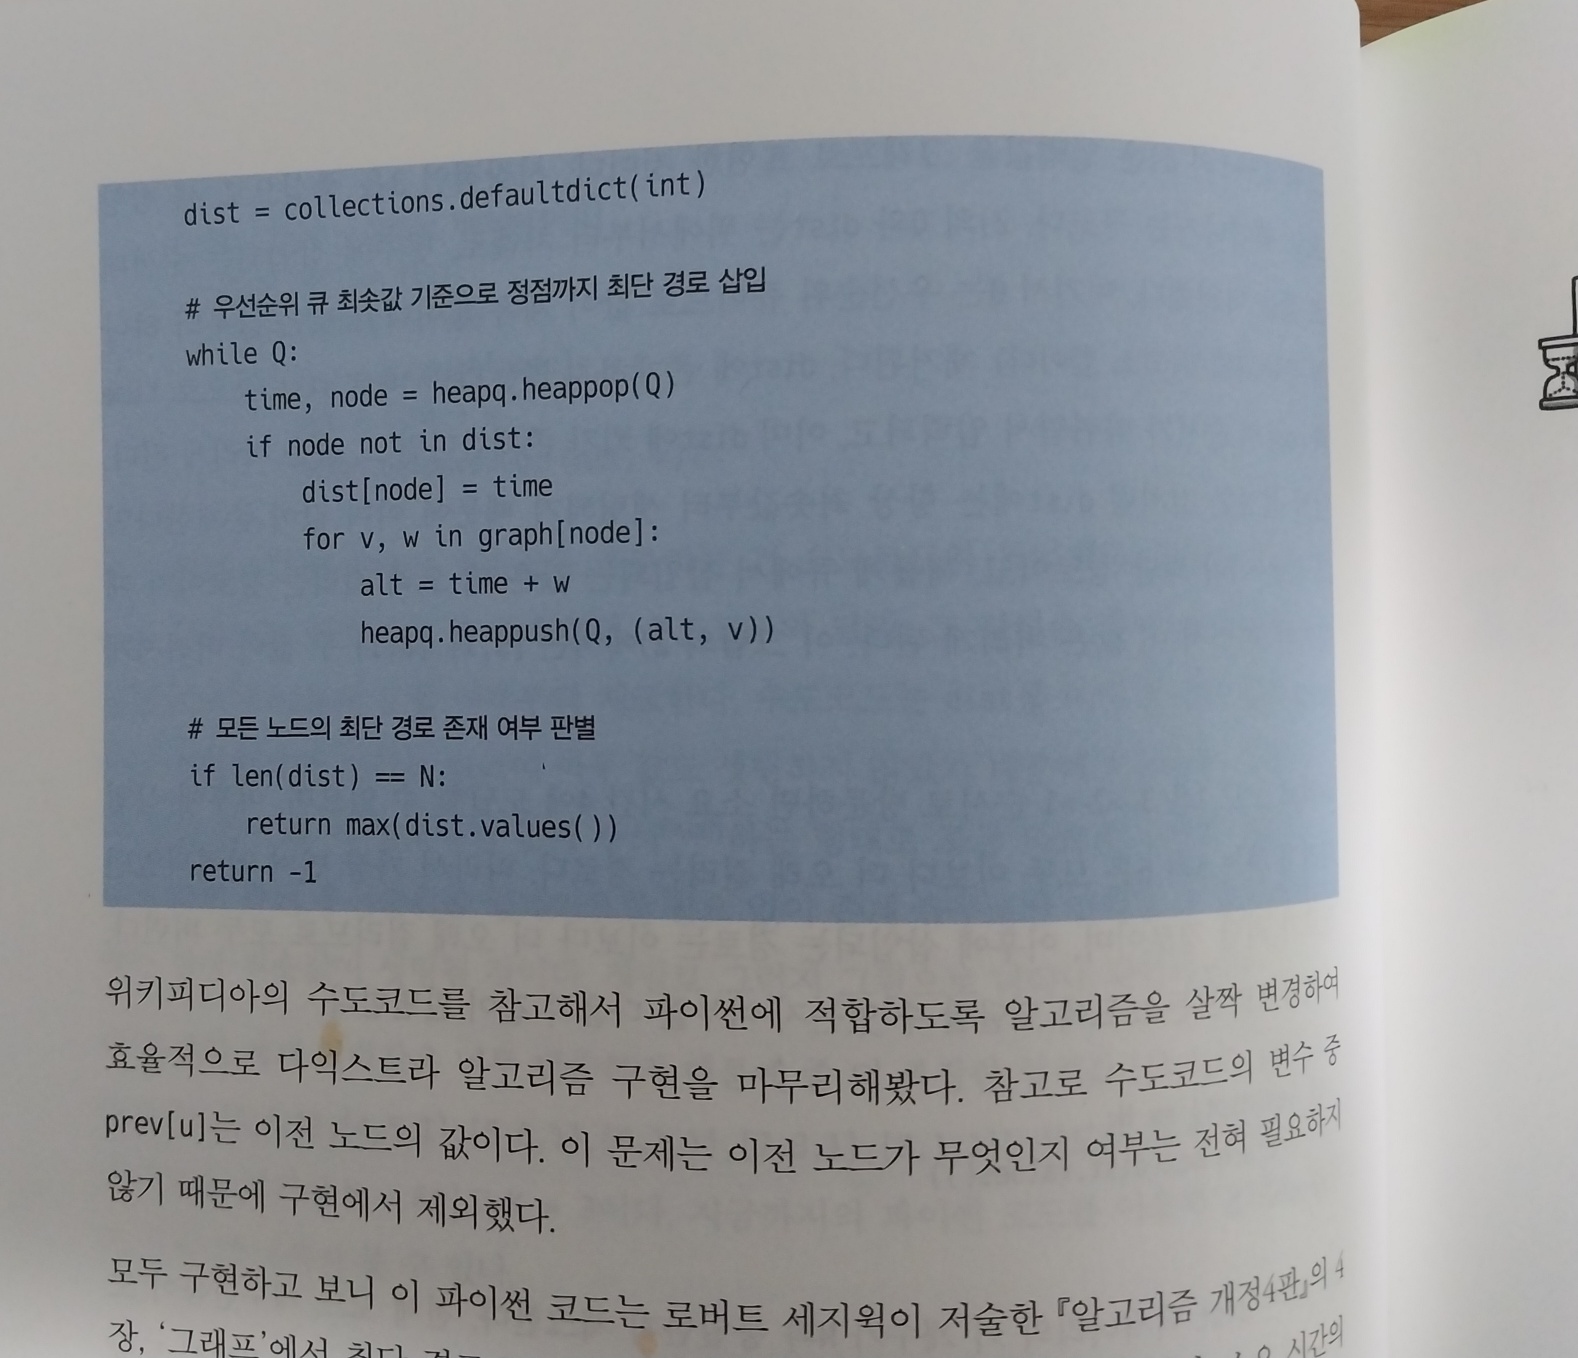 dist = collections.defaultdict(int)
# 우선순위 큐 최솟값 기준으로 정점까지 최단 경로 삽입
while Q:
    time, node = heapq.heappop(Q)
    if node not in dist:
        dist[node] = time
        for v, w in graph[node]:
            alt = time + w
            heapq.heappush(Q, (alt, v))
# 모든 노드의 최단 경로 존재 여부 판별
if len(dist) == N:
    return max(dist.values())
return -1
위키피디아의 수도코드를 참고해서 파이썬에 적합하도록 알고리즘을 살짝 변경하여
효율적으로 다익스트라 알고리즘 구현을 마무리해봤다. 참고로 수도코드의 변수 중
prev[u]는 이전 노드의 값이다. 이 문제는 이전 노드가 무엇인지 여부는 전혀 필요하지
않기 때문에 구현에서 제외했다.
모두 구현하고 보니 이 파이썬 코드는 로버트 세지윅이 저술한 『알고리즘 개정4판』의 4
장, ‘그래프’에서 최단 시간의